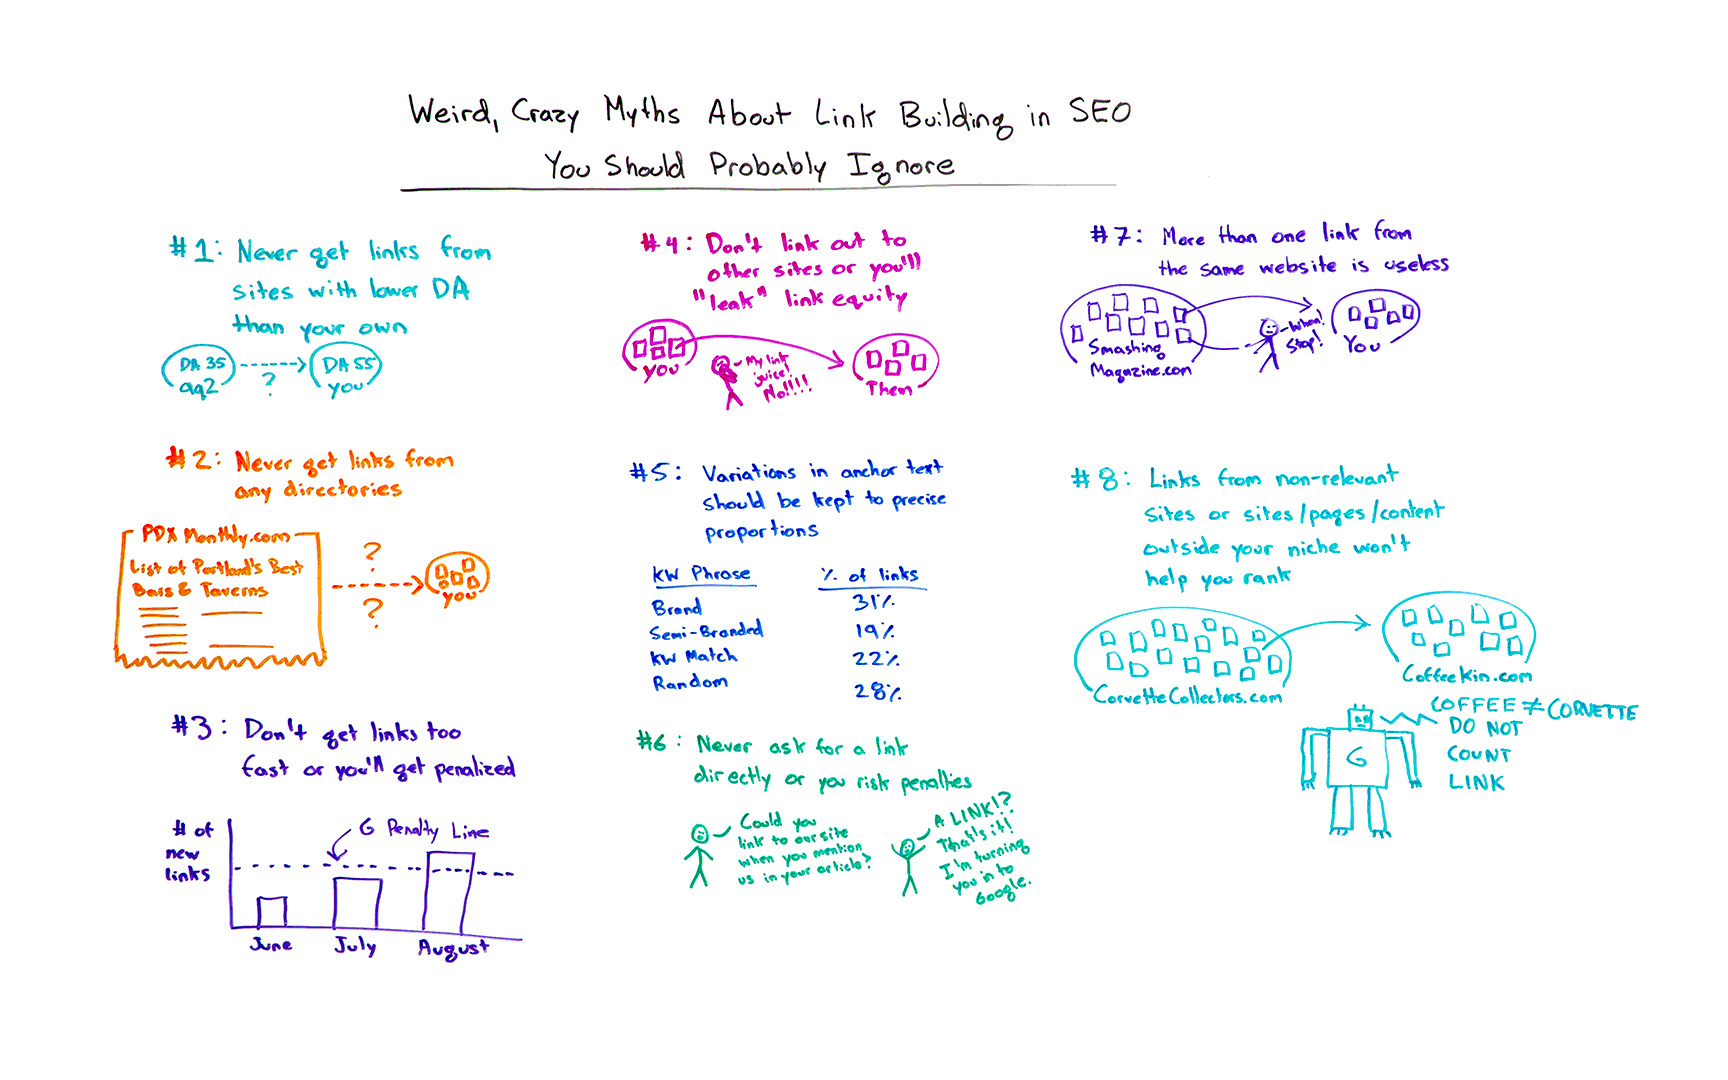 Weird, Crazy Myths About Link Building in SEO
You Should Probably Ignore
#1: Never get links from
sites with lower DA
than your own
DA 35
aq2
?
DA 55
you
#2: Never get links from
any directories
PDX Monthly.com
List of Portland's Best
Bars & Taverns
?
?
you
#3: Don't get links too
fast or you'll get penalized
# of
new
links
G Penalty Line
June
July
August
#4: Don't link out to
other sites or you'll
"leak" link equity
you
My link
juice!
No!!!!
Them
#5: Variations in anchor text
should be kept to precise
proportions
KW Phrase % of links
Brand 31%
Semi-Branded 19%
KW Match 22%
Random 28%
#6: Never ask for a link
directly or you risk penalties
Could you
link to our site
when you mention
us in your article?
A LINK!?
That's it!
I'm turning
you in to
Google.
#7: More than one link from
the same website is useless
Smashing
Magazine.com
Whoa!
Stop!
You
#8: Links from non-relevant
sites or sites/pages/content
outside your niche won't
help you rank
CorvetteCollectors.com
CoffeeKin.com
G
COFFEE ≠ CORVETTE
DO NOT
COUNT
LINK